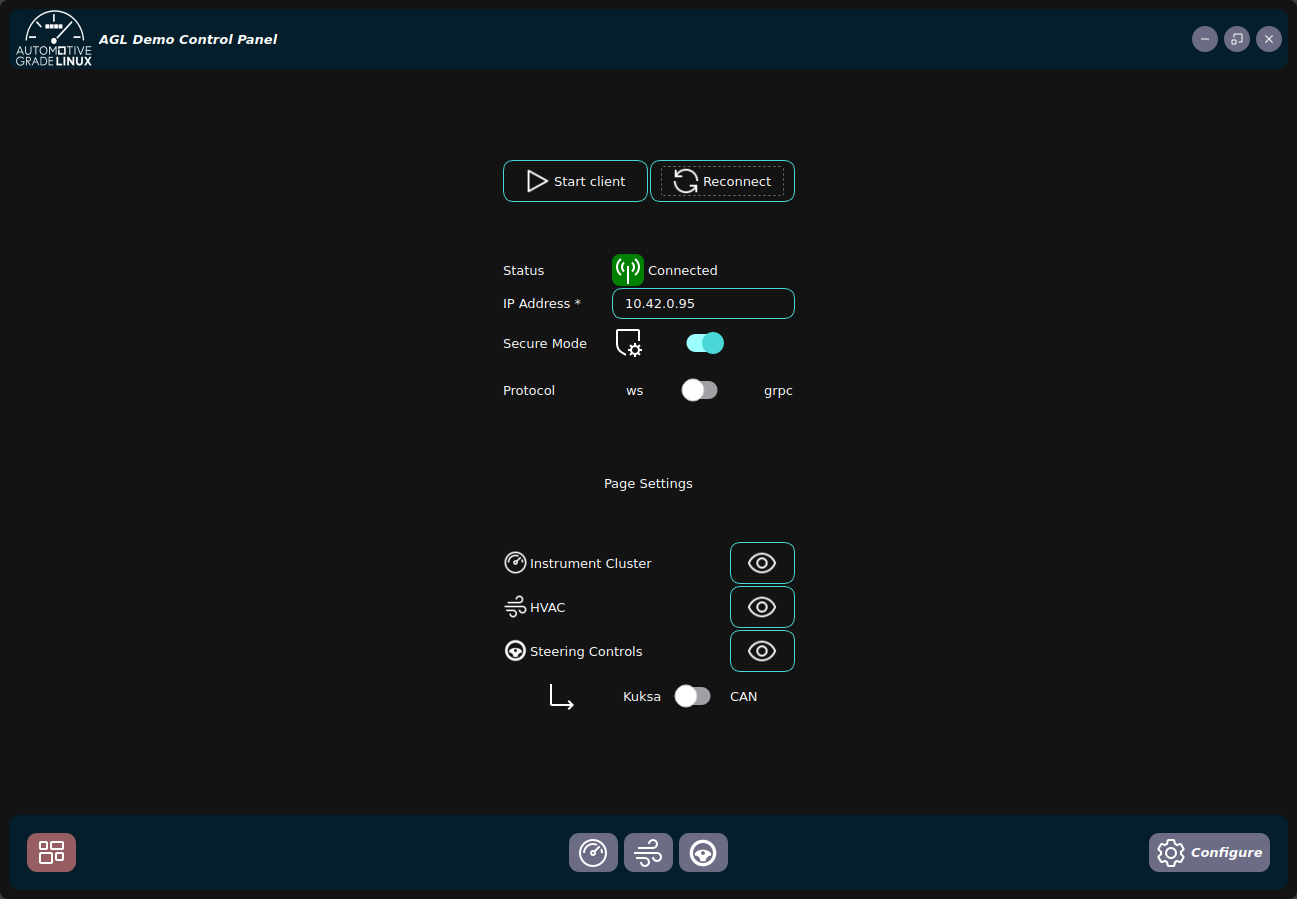 AUTOMOTIVE
GRADE LINUX
AGL Demo Control Panel
Start client
Reconnect
Status
Connected
IP Address *
10.42.0.95
Secure Mode
Protocol
ws
grpc
Page Settings
Instrument Cluster
HVAC
Steering Controls
Kuksa
CAN
Configure